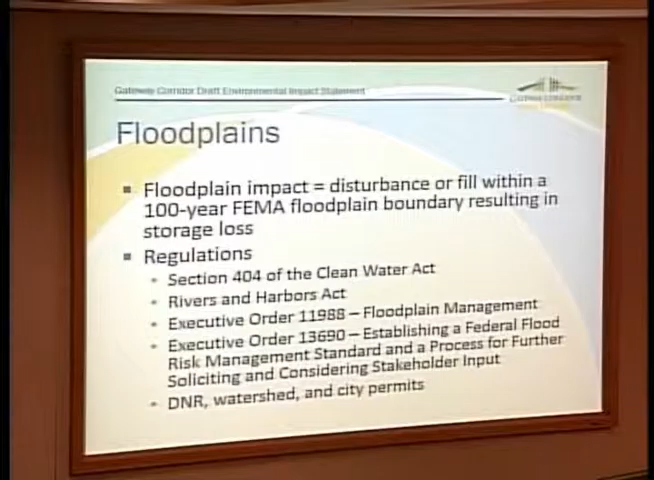 Gateway Corridor Draft Environmental Impact Statement
Floodplains
▪ Floodplain impact = disturbance or fill within a
100-year FEMA floodplain boundary resulting in
storage loss
▪ Regulations
• Section 404 of the Clean Water Act
• Rivers and Harbors Act
• Executive Order 11988 – Floodplain Management
• Executive Order 13690 – Establishing a Federal Flood
Risk Management Standard and a Process for Further
Soliciting and Considering Stakeholder Input
• DNR, watershed, and city permits